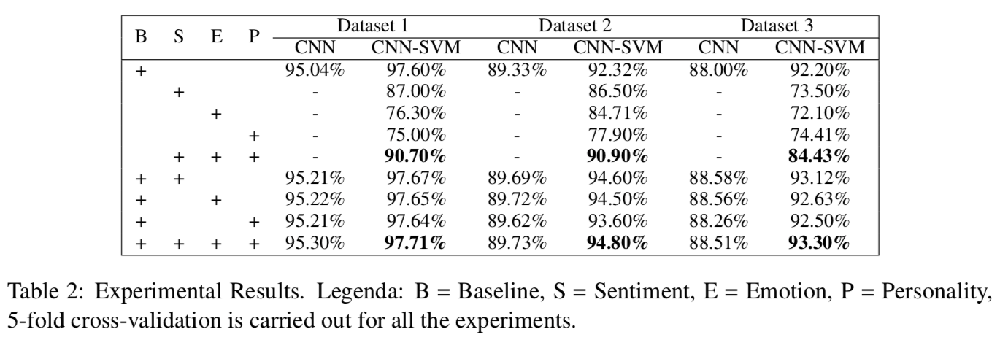 B S E P Dataset 1 Dataset 2 Dataset 3
CNN CNN-SVM CNN CNN-SVM CNN CNN-SVM
+ 95.04% 97.60% 89.33% 92.32% 88.00% 92.20%
+ - 87.00% - 86.50% - 73.50%
+ - 76.30% - 84.71% - 72.10%
+ - 75.00% - 77.90% - 74.41%
+ + + - 90.70% - 90.90% - 84.43%
+ + 95.21% 97.67% 89.69% 94.60% 88.58% 93.12%
+ + 95.22% 97.65% 89.72% 94.50% 88.56% 92.63%
+ + 95.21% 97.64% 89.62% 93.60% 88.26% 92.50%
+ + + + 95.30% 97.71% 89.73% 94.80% 88.51% 93.30%
Table 2: Experimental Results. Legenda: B = Baseline, S = Sentiment, E = Emotion, P = Personality,
5-fold cross-validation is carried out for all the experiments.